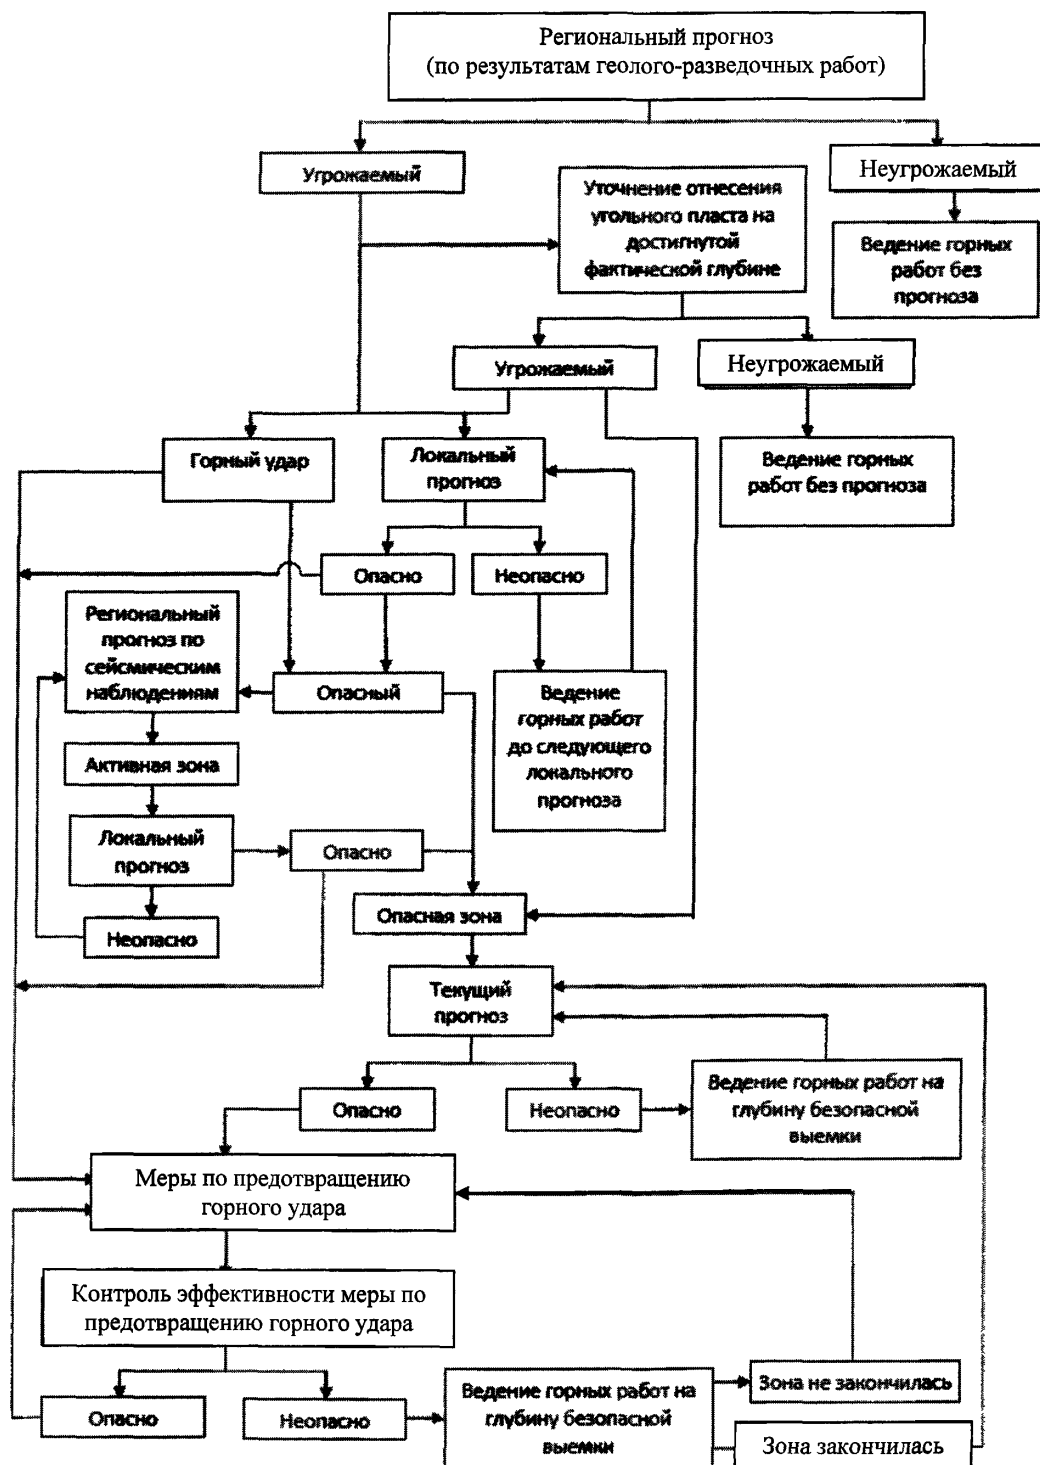 Региональный прогноз
(по результатам геолого-разведочных работ)
Угрожаемый
Неугрожаемый
Уточнение отнесения
угольного пласта на
достигнутой
фактической глубине
Ведение горных
работ без
прогноза
Угрожаемый
Неугрожаемый
Горный удар
Локальный
прогноз
Ведение горных
работ без прогноза
Опасно
Неопасно
Региональный
прогноз по
сейсмическим
наблюдениям
Опасный
Ведение
горных работ
до следующего
локального
прогноза
Активная зона
Локальный
прогноз
Опасно
Неопасно
Опасная зона
Текущий
прогноз
Опасно
Неопасно
Ведение горных работ на
глубину безопасной
выемки
Меры по предотвращению
горного удара
Контроль эффективности меры по
предотвращению горного удара
Опасно
Неопасно
Ведение горных работ на
глубину безопасной
выемки
Зона не закончилась
Зона закончилась